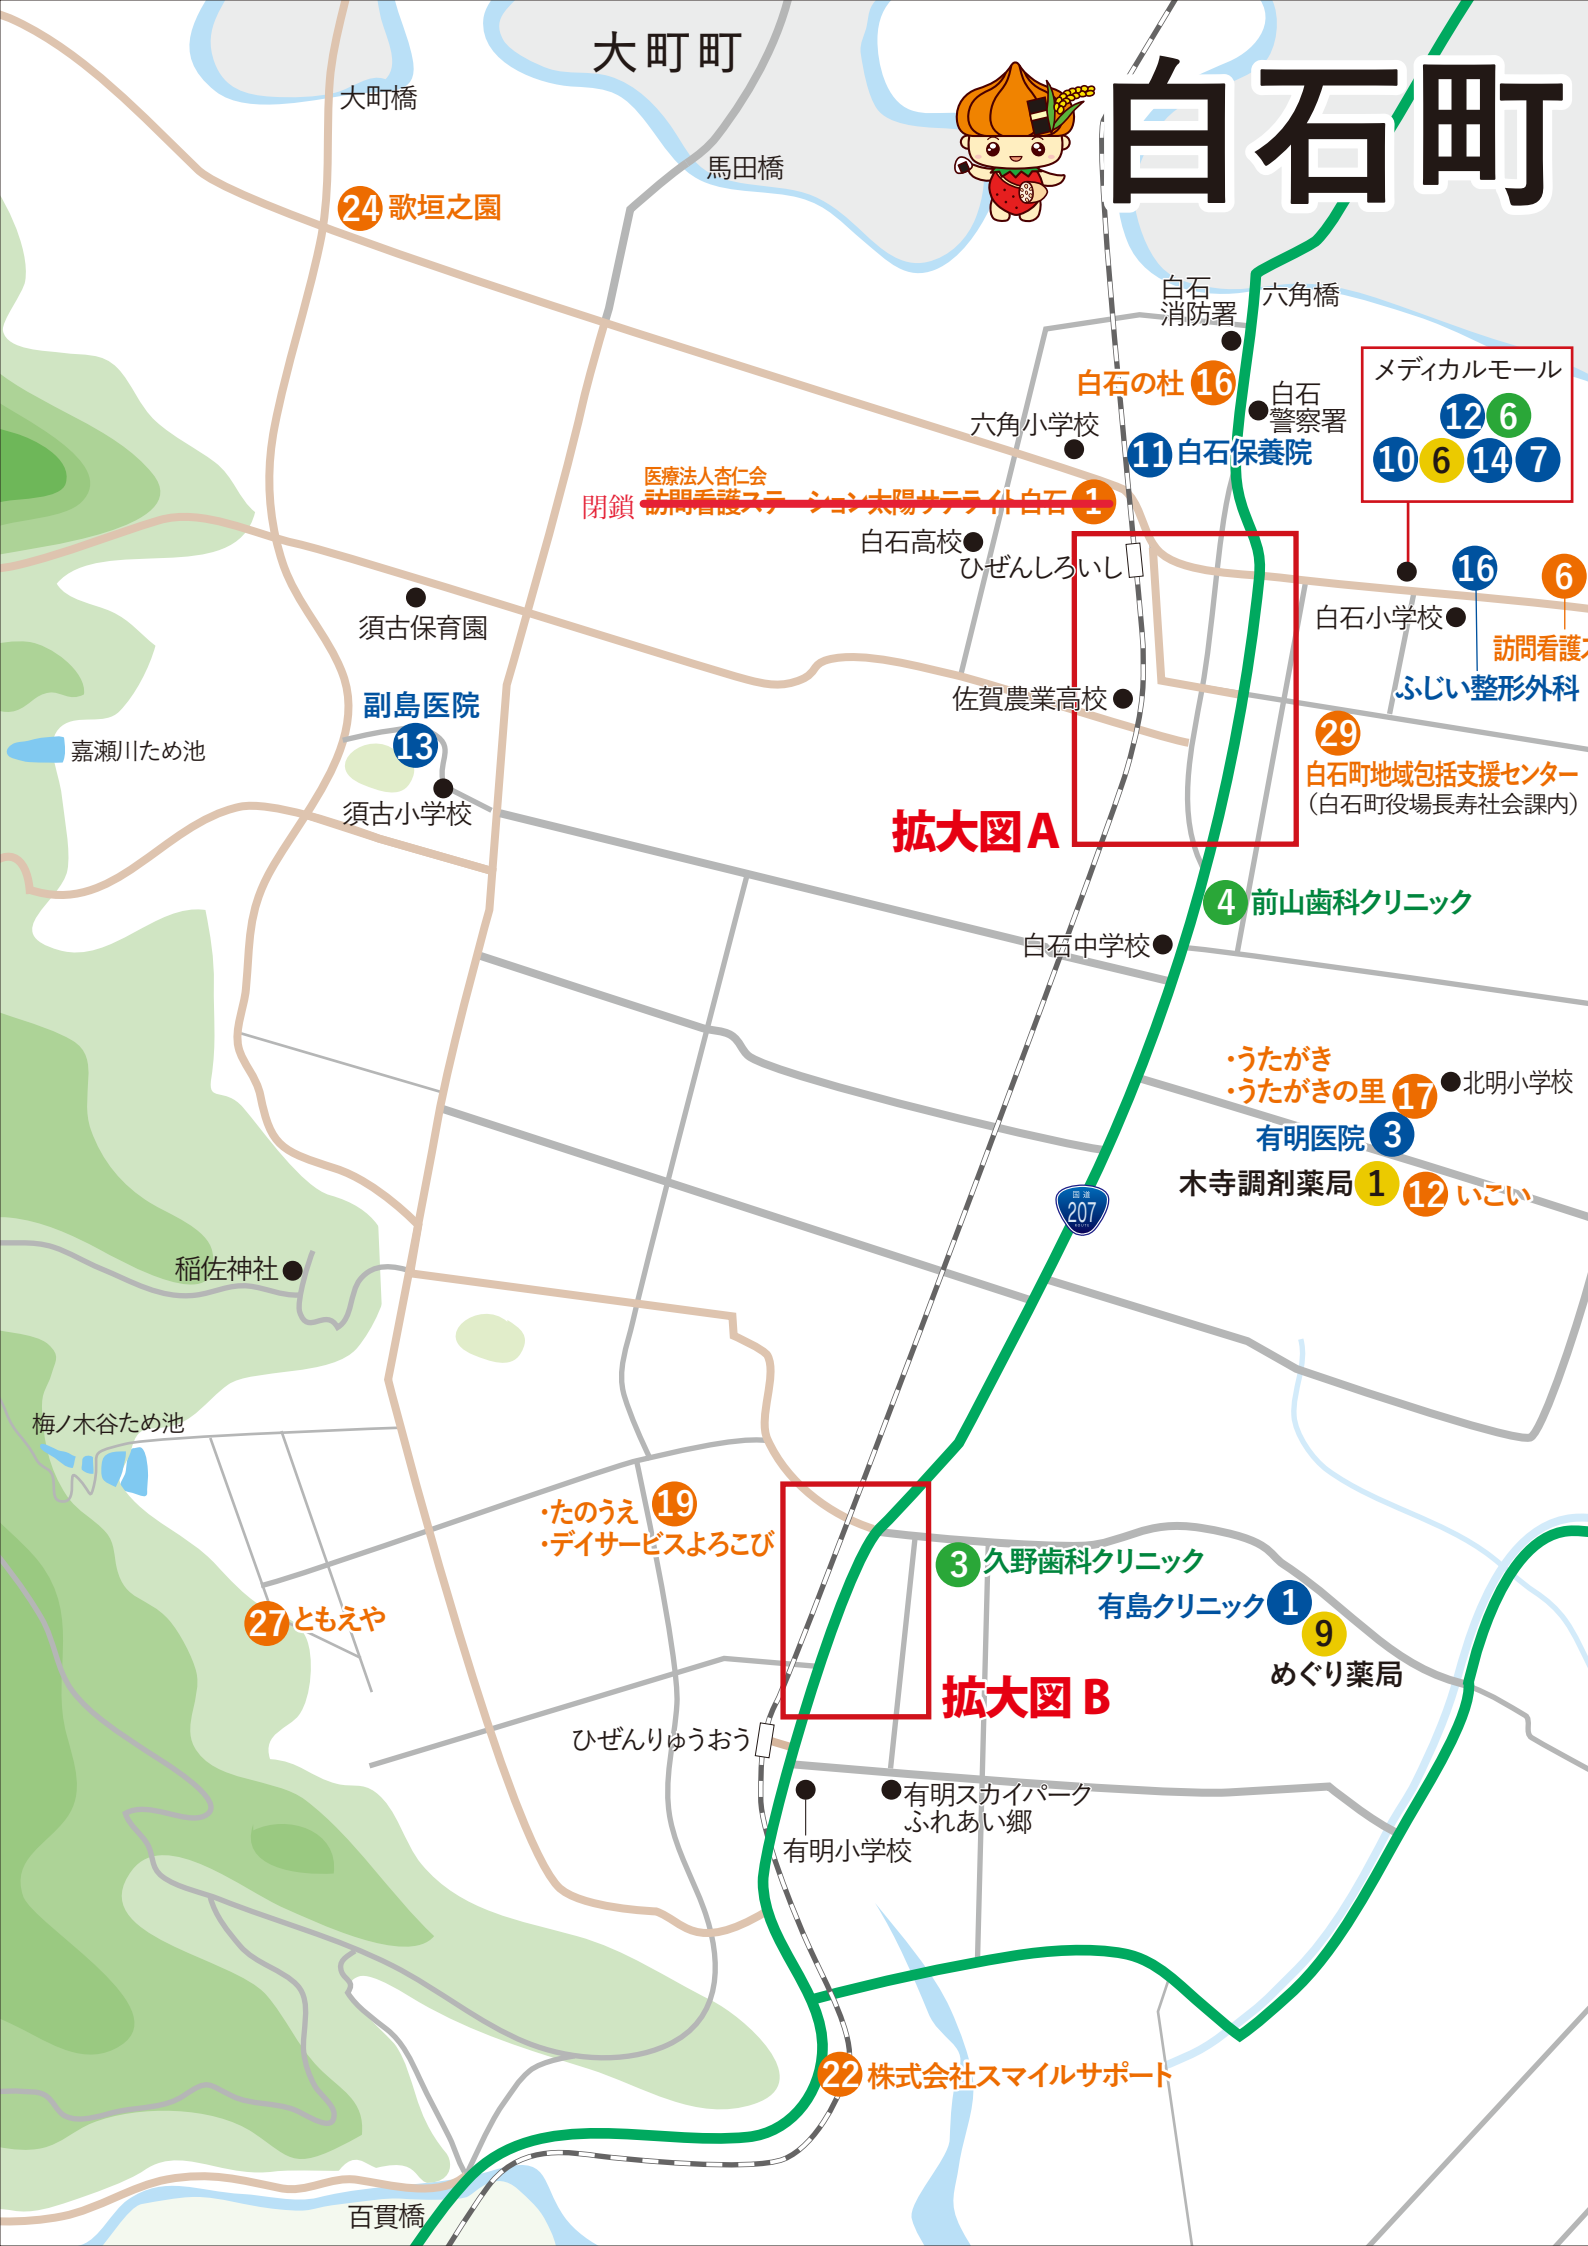 大町町
白石町
大町橋
馬田橋
24 歌垣之園
白石
消防署
六角橋
メディカルモール
12 6
10 6 14 7
白石の杜 16
白石
警察署
六角小学校
11 白石保養院
医療法人杏仁会
閉鎖 訪問看護ステーション太陽サテライト白石 1
白石高校
ひぜんしろいし
16
6
白石小学校
訪問看護ス
ふじい整形外科
須古保育園
佐賀農業高校
副島医院
13
29
白石町地域包括支援センター
(白石町役場長寿社会課内)
嘉瀬川ため池
須古小学校
拡大図A
4 前山歯科クリニック
白石中学校
・うたがき
・うたがきの里 17
北明小学校
有明医院 3
木寺調剤薬局 1
12 いこい
国道
207
ROUTE
稲佐神社
梅ノ木谷ため池
・たのうえ 19
・デイサービスよろこび
3 久野歯科クリニック
有島クリニック 1
9
めぐり薬局
27 ともえや
拡大図B
ひぜんりゅうおう
有明スカイパーク
ふれあい郷
有明小学校
22 株式会社スマイルサポート
百貫橋